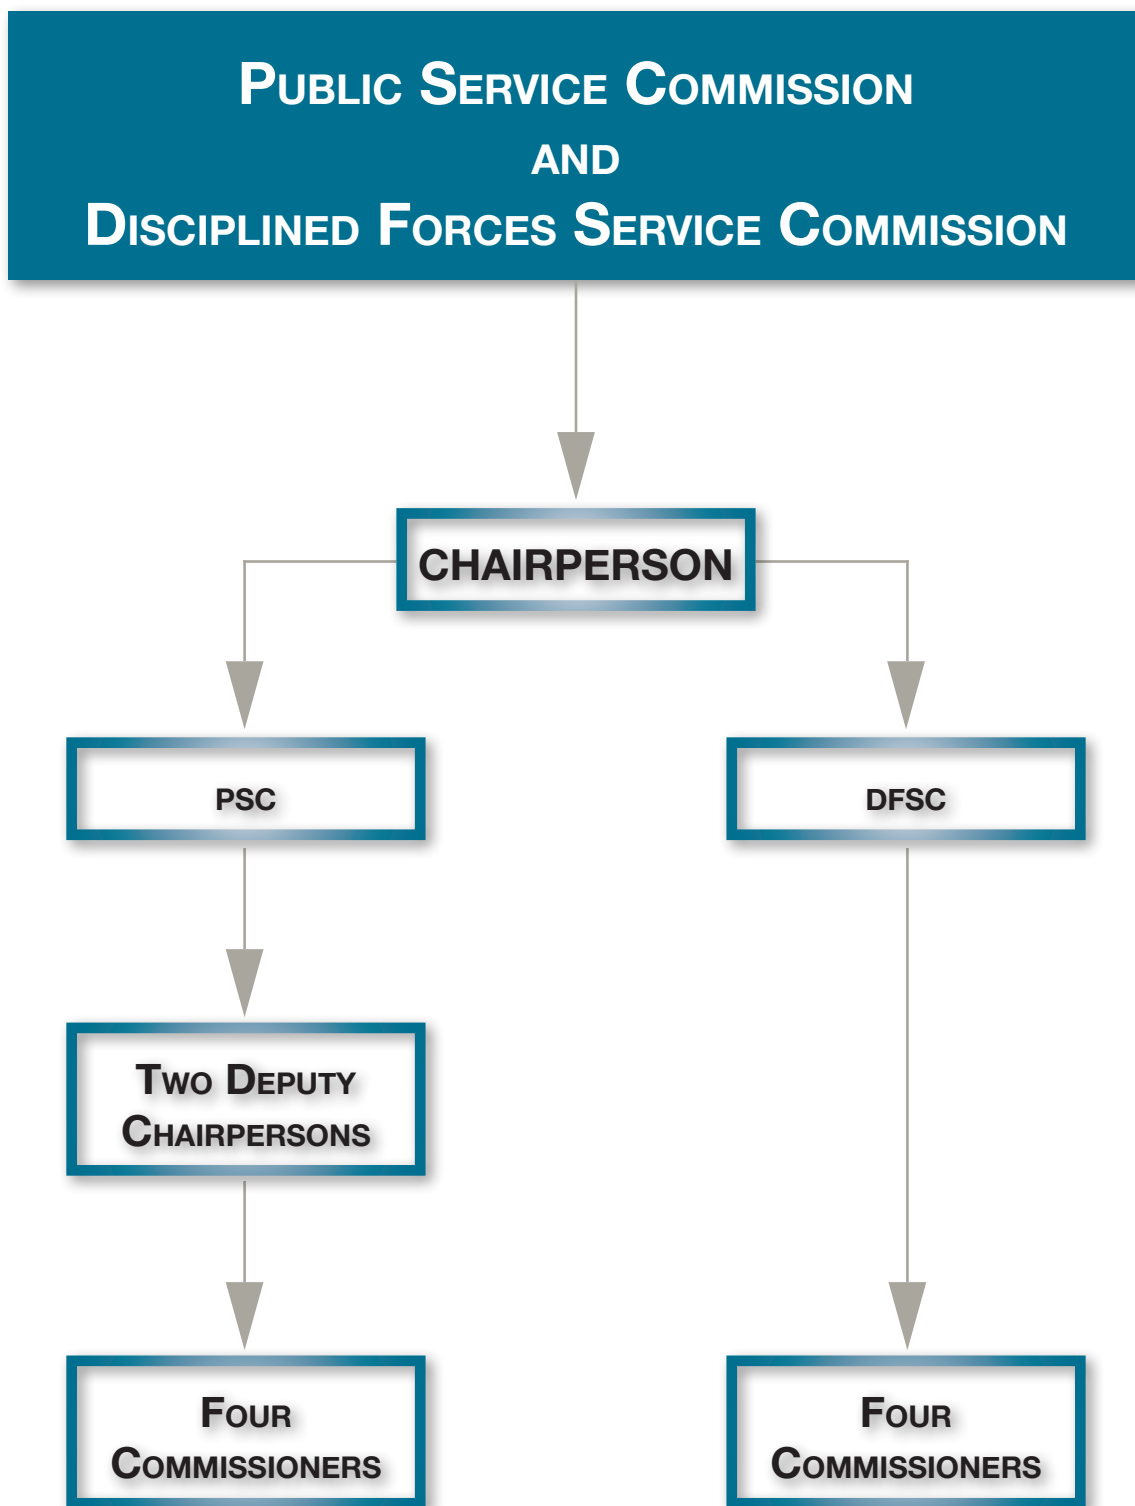 Public Service Commission
and
Disciplined Forces Service Commission
CHAIRPERSON
PSC
DFSC
Two Deputy
Chairpersons
Four
Commissioners
Four
Commissioners